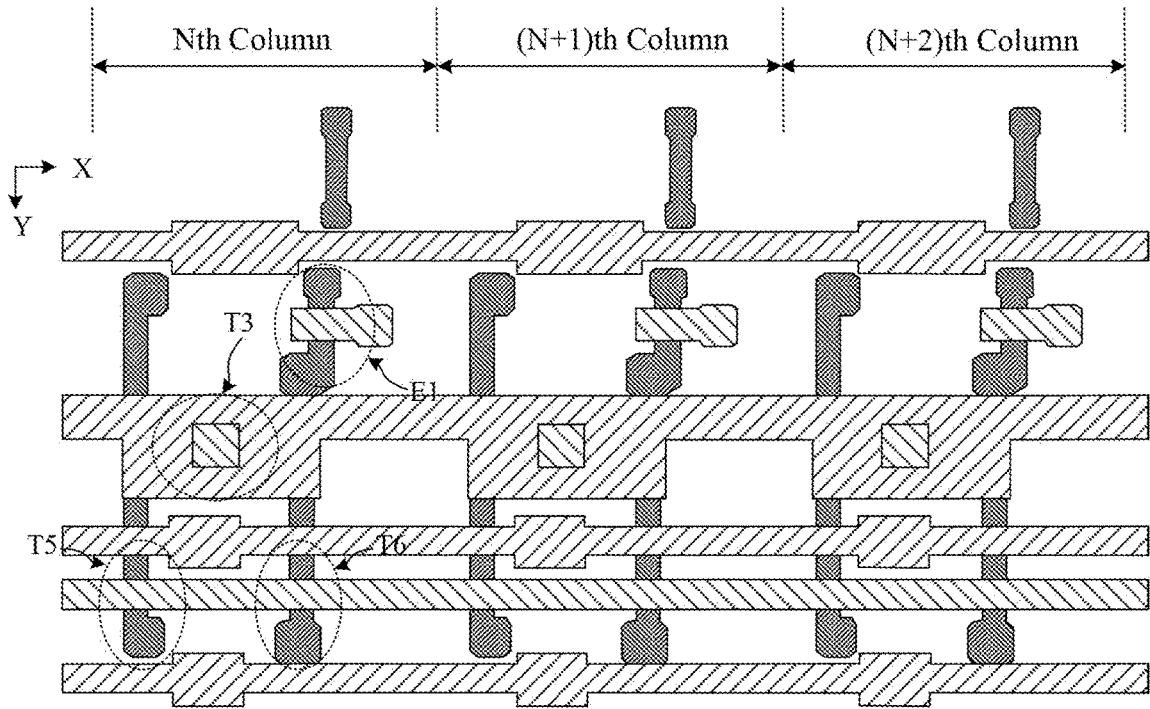 Nth Column
(N+1)th Column
(N+2)th Column
X
Y
T3
E1
T5
T6